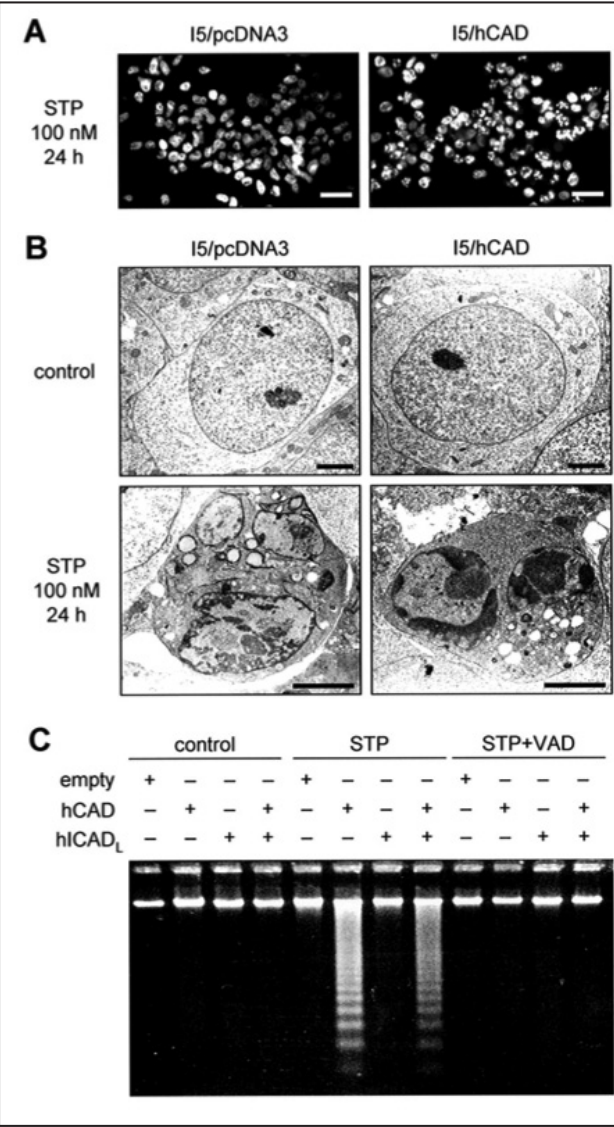 A
I5/pcDNA3 I5/hCAD
STP
100 nM
24 h
B
I5/pcDNA3 I5/hCAD
control
STP
100 nM
24 h
C
control STP STP+VAD
empty + – – – + – – – + – – –
hCAD – + – + – + – + – + – +
hICADL – – + + – – + + – – + +